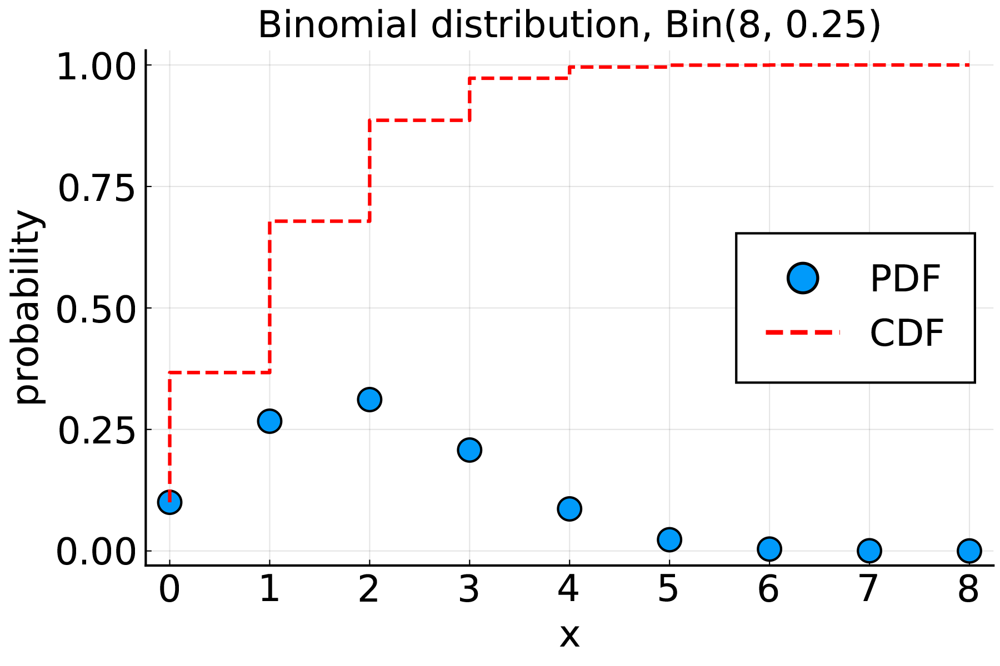 Binomial distribution, Bin(8, 0.25)
1.00
0.75
0.50
0.25
0.00
probability
PDF
CDF
0 1 2 3 4 5 6 7 8
x